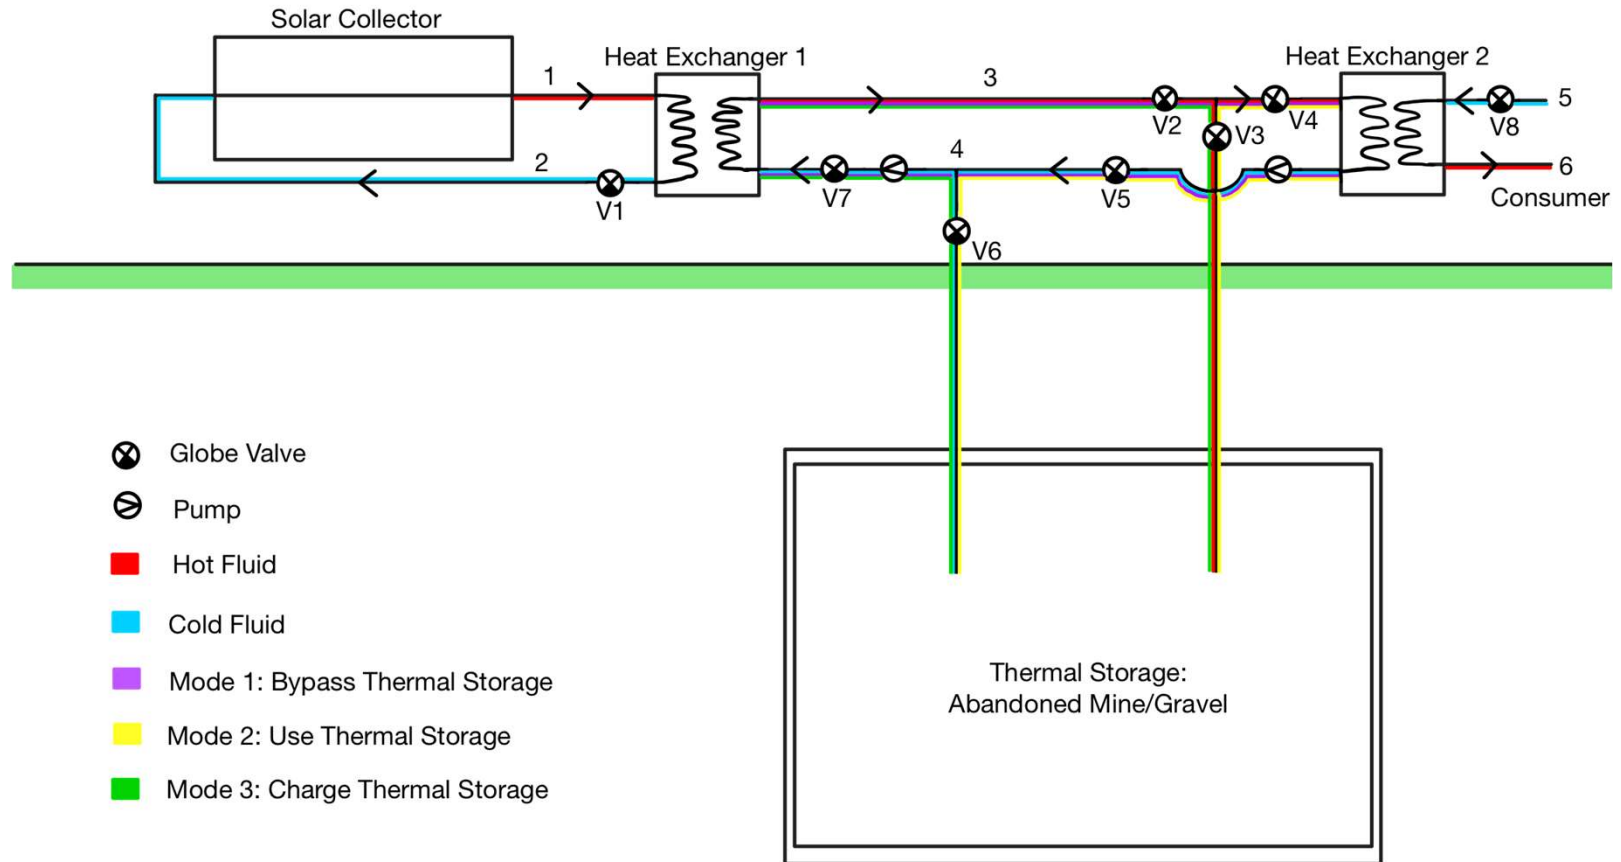 Solar Collector
Heat Exchanger 1
Heat Exchanger 2
1
3
5
V2
V4
V8
V3
2
4
6
V1
V7
V5
Consumer
V6
Globe Valve
Pump
Hot Fluid
Cold Fluid
Mode 1: Bypass Thermal Storage
Mode 2: Use Thermal Storage
Mode 3: Charge Thermal Storage
Thermal Storage:
Abandoned Mine/Gravel